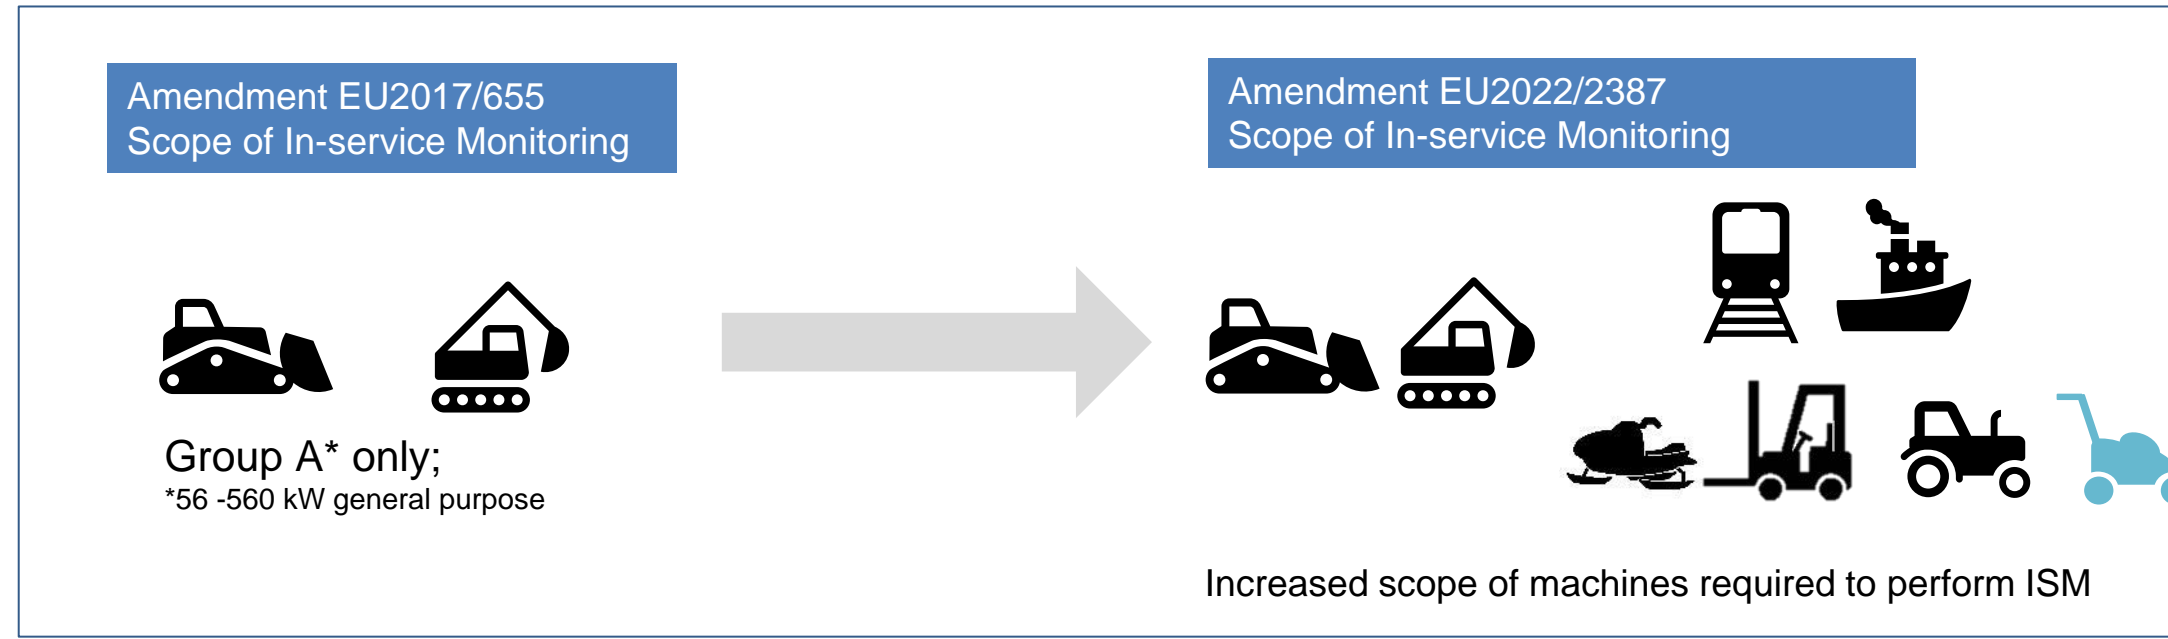 Amendment EU2017/655
Scope of In-service Monitoring
Group A* only;
*56 -560 kW general purpose
Amendment EU2022/2387
Scope of In-service Monitoring
Increased scope of machines required to perform ISM